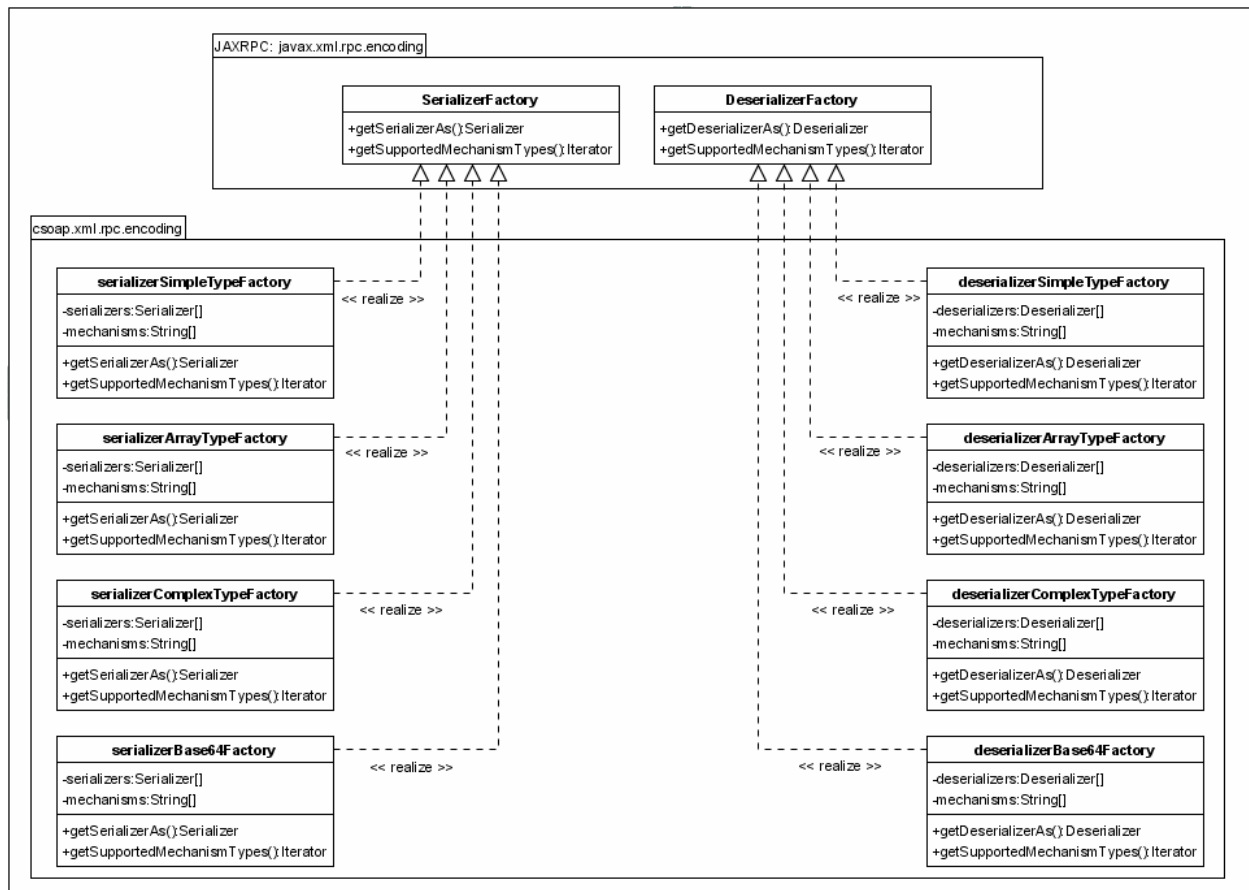 JAXRPC: javax.xml.rpc.encoding
SerializerFactory
+getSerializerAs():Serializer
+getSupportedMechanismTypes():Iterator
DeserializerFactory
+getDeserializerAs():Deserializer
+getSupportedMechanismTypes():Iterator
csoap.xml.rpc.encoding
serializerSimpleTypeFactory
-serializers:Serializer[]
-mechanisms:String[]
+getSerializerAs():Serializer
+getSupportedMechanismTypes():Iterator
<< realize >>
<< realize >>
deserializerSimpleTypeFactory
-deserializers:Deserializer[]
-mechanisms:String[]
+getDeserializerAs():Deserializer
+getSupportedMechanismTypes():Iterator
serializerArrayTypeFactory
-serializers:Serializer[]
-mechanisms:String[]
+getSerializerAs():Serializer
+getSupportedMechanismTypes():Iterator
<< realize >>
<< realize >>
deserializerArrayTypeFactory
-deserializers:Deserializer[]
-mechanisms:String[]
+getDeserializerAs():Deserializer
+getSupportedMechanismTypes():Iterator
serializerComplexTypeFactory
-serializers:Serializer[]
-mechanisms:String[]
+getSerializerAs():Serializer
+getSupportedMechanismTypes():Iterator
<< realize >>
<< realize >>
deserializerComplexTypeFactory
-deserializers:Deserializer[]
-mechanisms:String[]
+getDeserializerAs():Deserializer
+getSupportedMechanismTypes():Iterator
serializerBase64Factory
-serializers:Serializer[]
-mechanisms:String[]
+getSerializerAs():Serializer
+getSupportedMechanismTypes():Iterator
<< realize >>
<< realize >>
deserializerBase64Factory
-deserializers:Deserializer[]
-mechanisms:String[]
+getDeserializerAs():Deserializer
+getSupportedMechanismTypes():Iterator